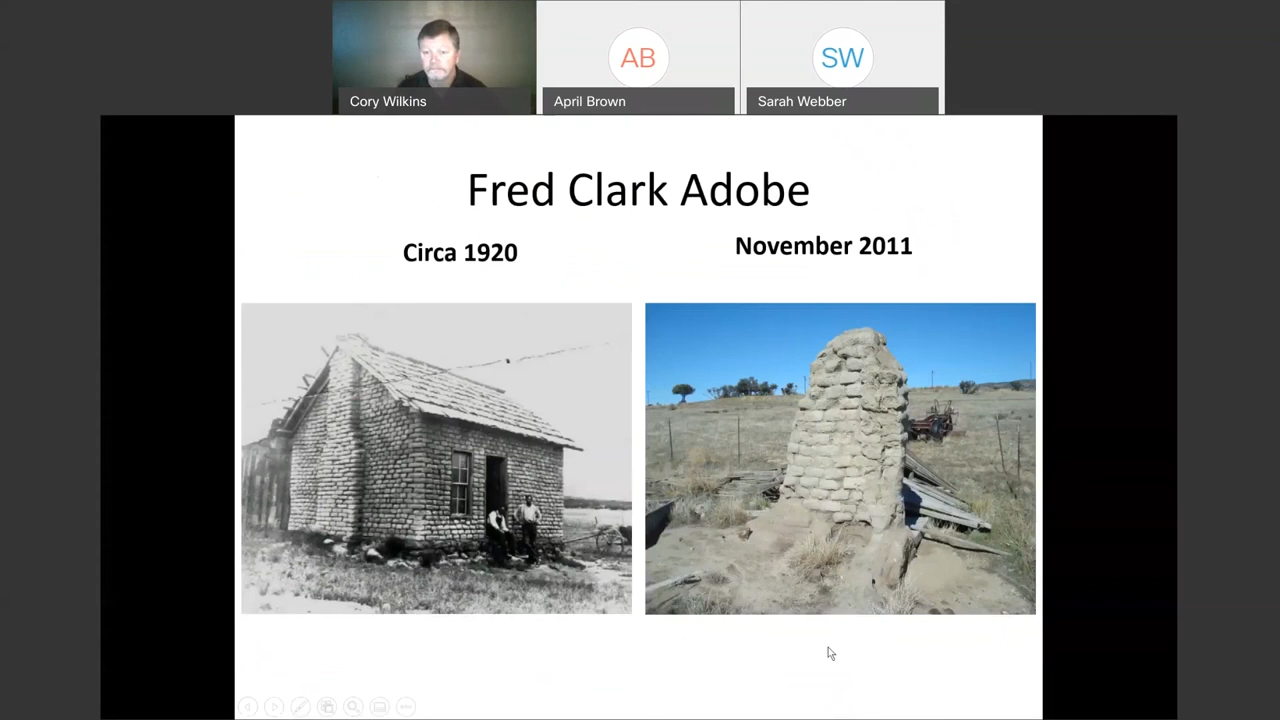 AB
SW
Cory Wilkins
April Brown
Sarah Webber
Fred Clark Adobe
Circa 1920
November 2011